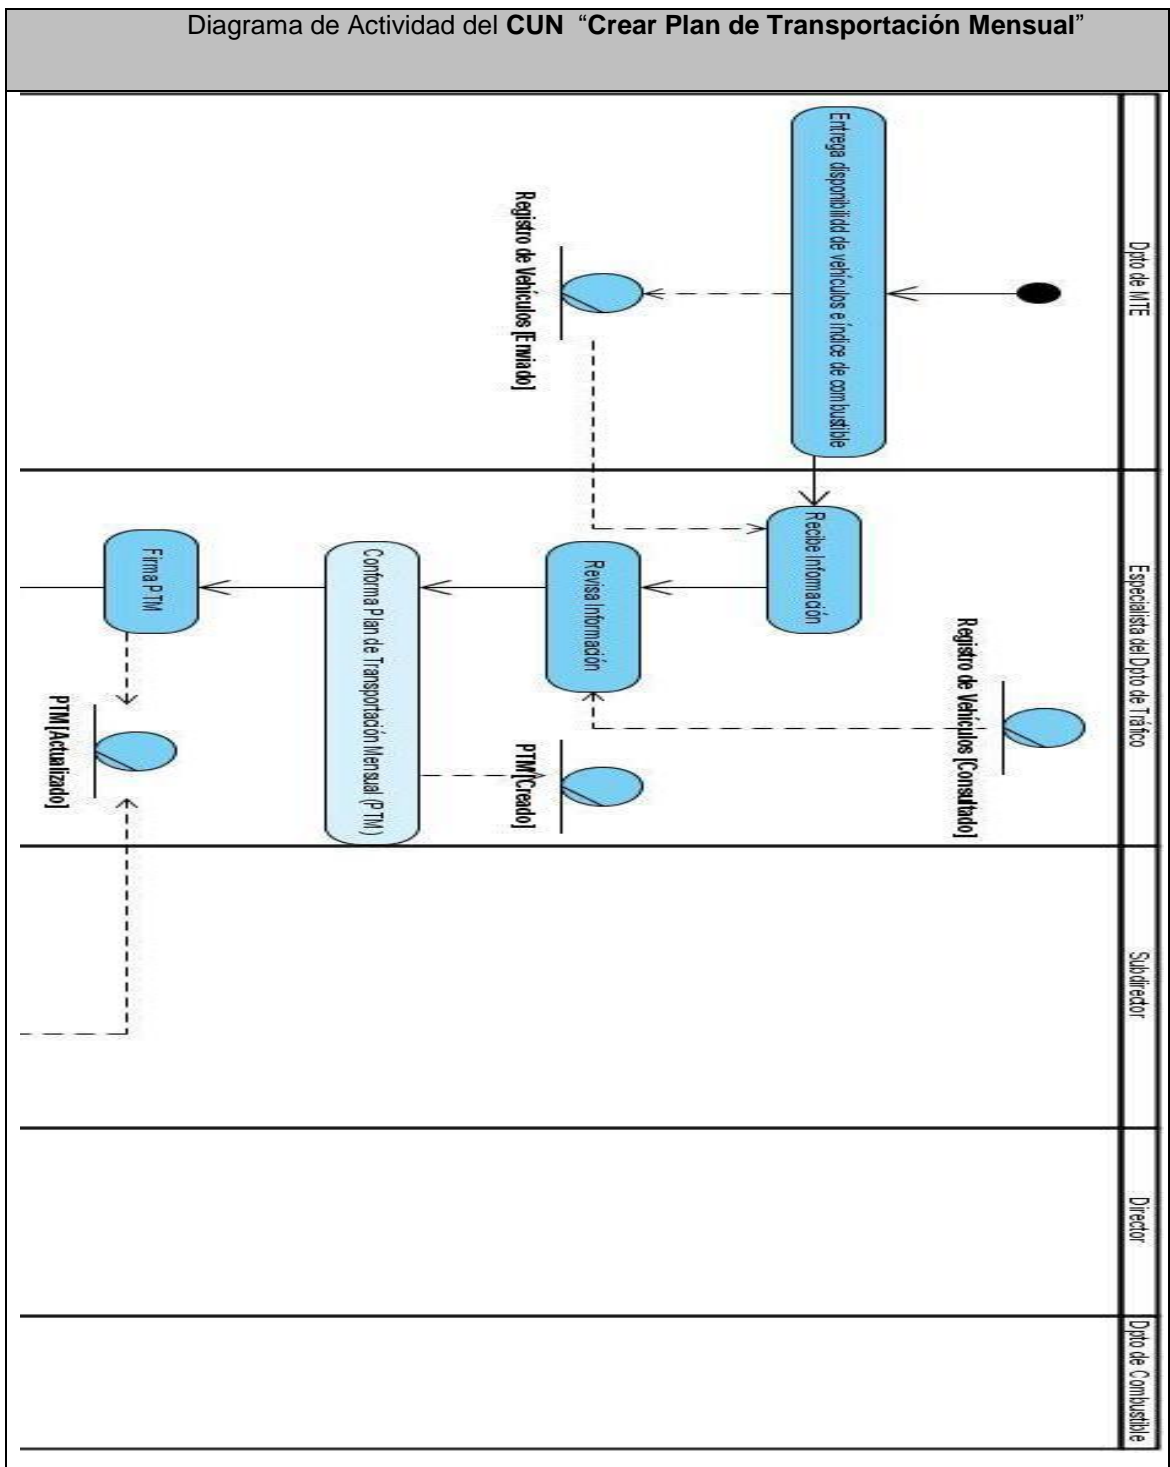 Diagrama de Actividad del CUN “Crear Plan de Transportación Mensual”
Dpto de MTE
Especialista del Dpto de Tráfico
Subdirector
Director
Dpto de Combustible
Entrega disponibilidd de vehículos e índice de combustible
Registro de Vehículos [Enviado]
Recibe Información
Registro de Vehículos [Consultado]
Revisa Información
PTM [Creado]
Conforma Plan de Transportación Mensual (PTM)
Firma PTM
PTM [Actualizado]